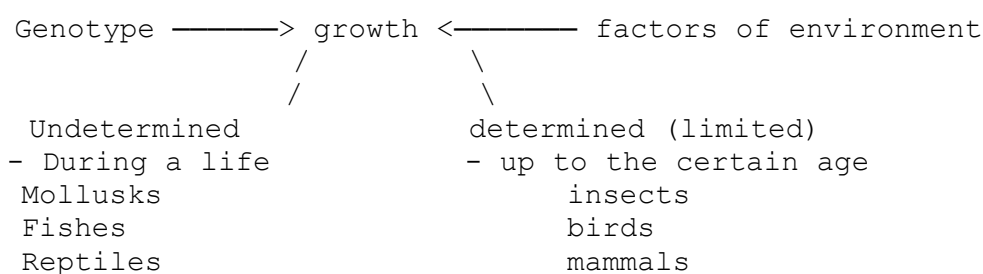 Genotype ──────> growth <─────── factors of environment
/ \
/ \
Undetermined determined (limited)
- During a life - up to the certain age
Mollusks insects
Fishes birds
Reptiles mammals